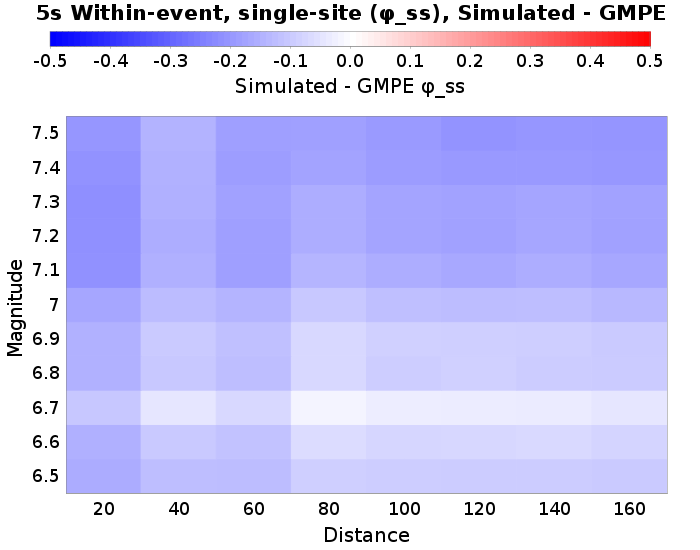 5s Within-event, single-site (φ_ss), Simulated - GMPE
-0.5 -0.4 -0.3 -0.2 -0.1 0.0 0.1 0.2 0.3 0.4 0.5
Simulated - GMPE φ_ss
Magnitude
7.5
7.4
7.3
7.2
7.1
7
6.9
6.8
6.7
6.6
6.5
20 40 60 80 100 120 140 160
Distance